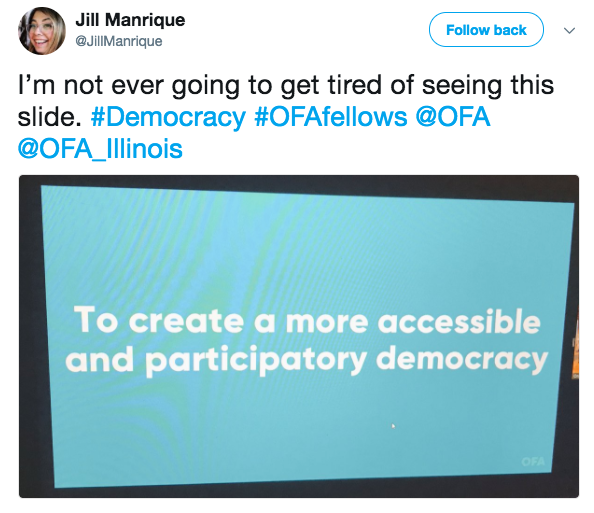 Jill Manrique
@JillManrique
Follow back
I’m not ever going to get tired of seeing this
slide. #Democracy #OFAfellows @OFA
@OFA_Illinois
To create a more accessible
and participatory democracy
OFA